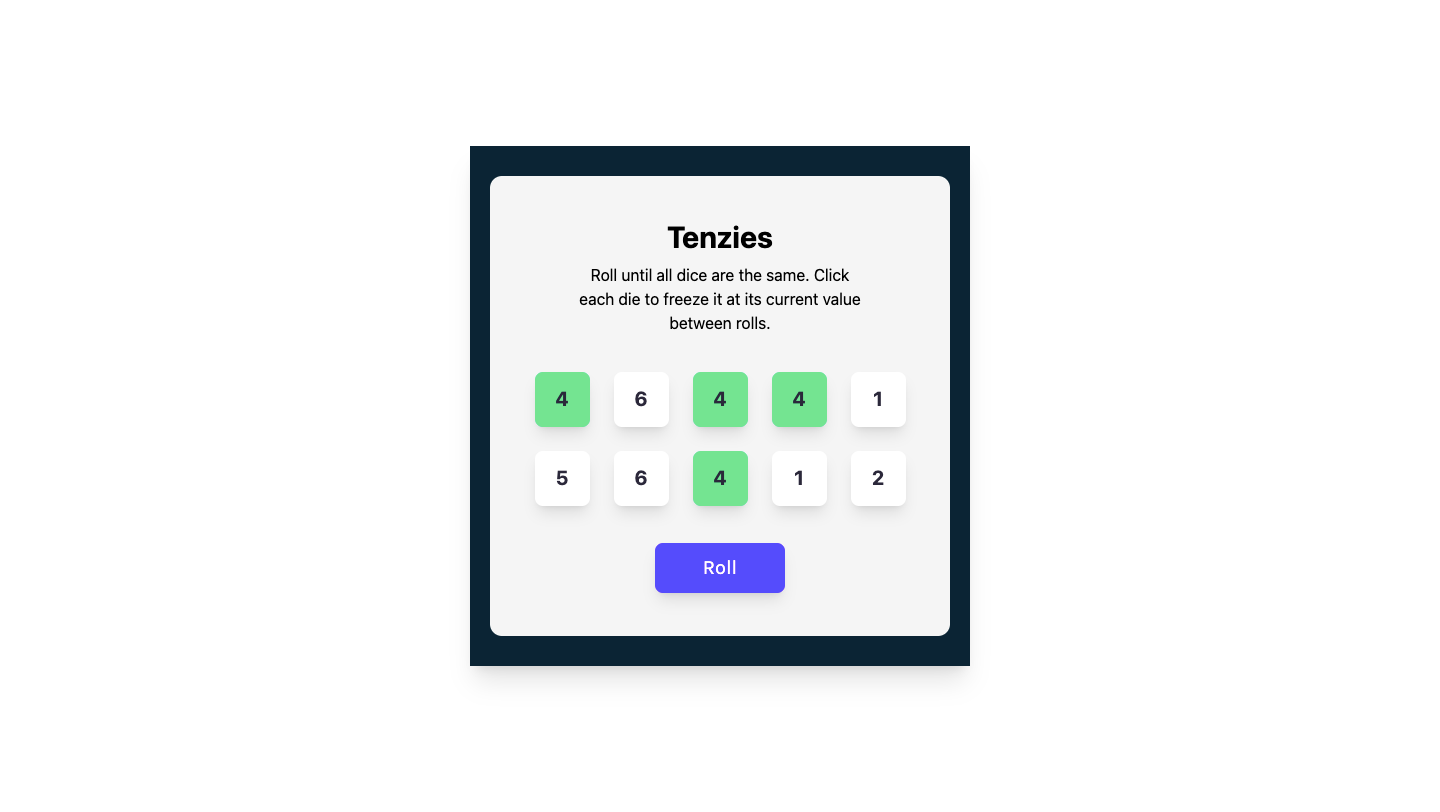 Tenzies
Roll until all dice are the same. Click
each die to freeze it at its current value
between rolls.
4 6 4 4 1
5 6 4 1 2
Roll